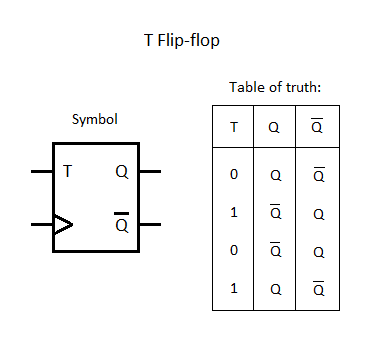 T Flip-flop
Table of truth:
Symbol
T Q Q̅
T Q
Q̅
0 Q Q̅
1 Q̅ Q
0 Q̅ Q
1 Q Q̅